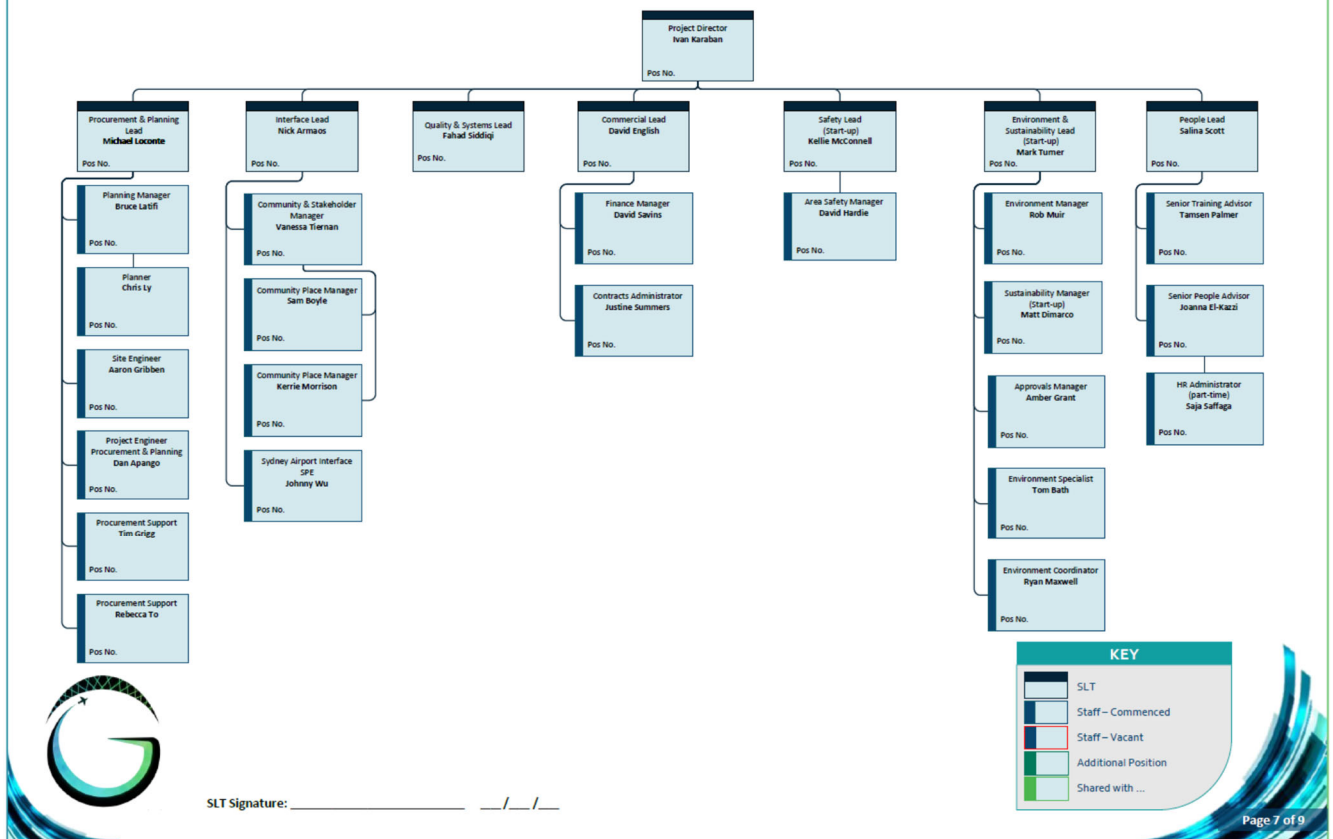 Project Director
Ivan Karaban
Pos No.
Procurement & Planning
Lead
Michael Loconte
Pos No.
Interface Lead
Nick Armaos
Pos No.
Quality & Systems Lead
Fahad Siddiqi
Pos No.
Commercial Lead
David English
Pos No.
Safety Lead
(Start-up)
Kellie McConnell
Pos No.
Environment &
Sustainability Lead
(Start-up)
Mark Turner
Pos No.
People Lead
Salina Scott
Pos No.
Planning Manager
Bruce Latifi
Pos No.
Planner
Chris Ly
Pos No.
Site Engineer
Aaron Gribben
Pos No.
Project Engineer
Procurement & Planning
Dan Apango
Pos No.
Procurement Support
Tim Grigg
Pos No.
Procurement Support
Rebecca To
Pos No.
Community & Stakeholder
Manager
Vanessa Tiernan
Pos No.
Community Place Manager
Sam Boyle
Pos No.
Community Place Manager
Kerrie Morrison
Pos No.
Sydney Airport Interface
SPE
Johnny Wu
Pos No.
Finance Manager
David Savins
Pos No.
Contracts Administrator
Justine Summers
Pos No.
Area Safety Manager
David Hardie
Pos No.
Environment Manager
Rob Muir
Pos No.
Sustainability Manager
(Start-up)
Matt Dimarco
Pos No.
Approvals Manager
Amber Grant
Pos No.
Environment Specialist
Tom Bath
Pos No.
Environment Coordinator
Ryan Maxwell
Pos No.
Senior Training Advisor
Tamsen Palmer
Pos No.
Senior People Advisor
Joanna El-Kazzi
Pos No.
HR Administrator
(part-time)
Saja Saffaga
Pos No.
KEY
SLT
Staff – Commenced
Staff – Vacant
Additional Position
Shared with ...
SLT Signature: ____________________________ ___/___/___
Page 7 of 9